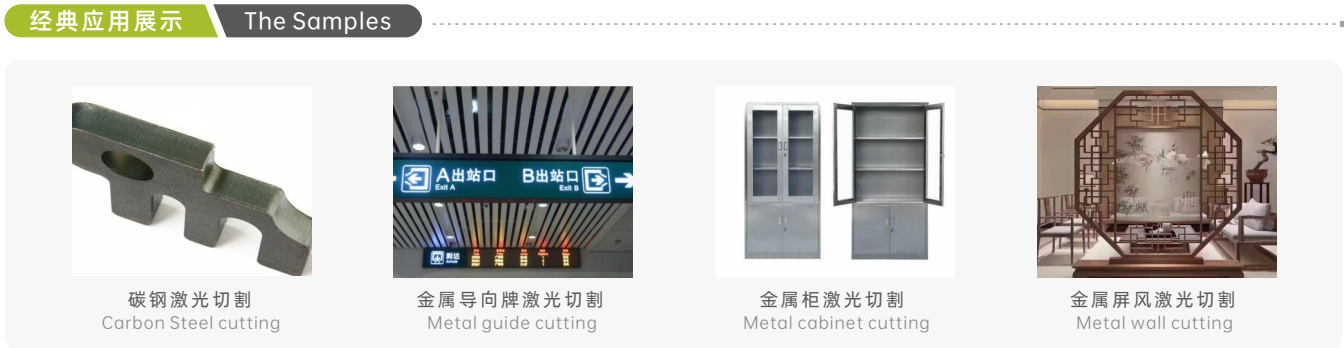 经典应用展示 The Samples
A出站口 B出站口
Exit A Exit B
到达
碳钢激光切割
Carbon Steel cutting
金属导向牌激光切割
Metal guide cutting
金属柜激光切割
Metal cabinet cutting
金属屏风激光切割
Metal wall cutting